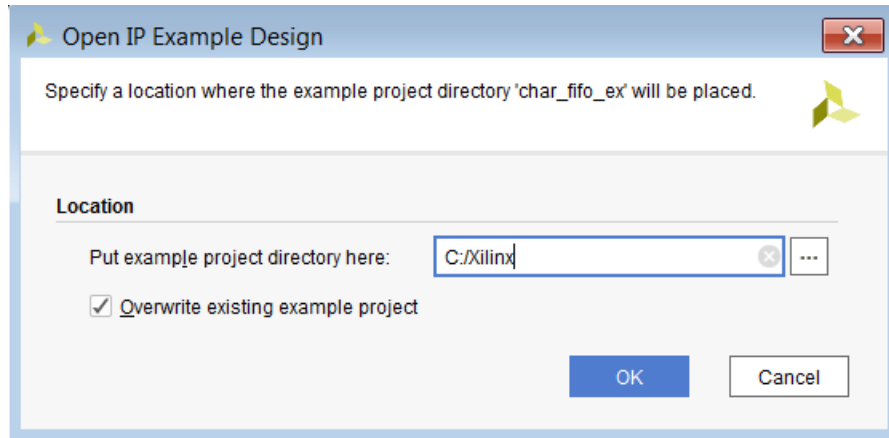 Open IP Example Design
Specify a location where the example project directory 'char_fifo_ex' will be placed.
Location
Put example project directory here: C:/Xilinx ...
Overwrite existing example project
OK Cancel